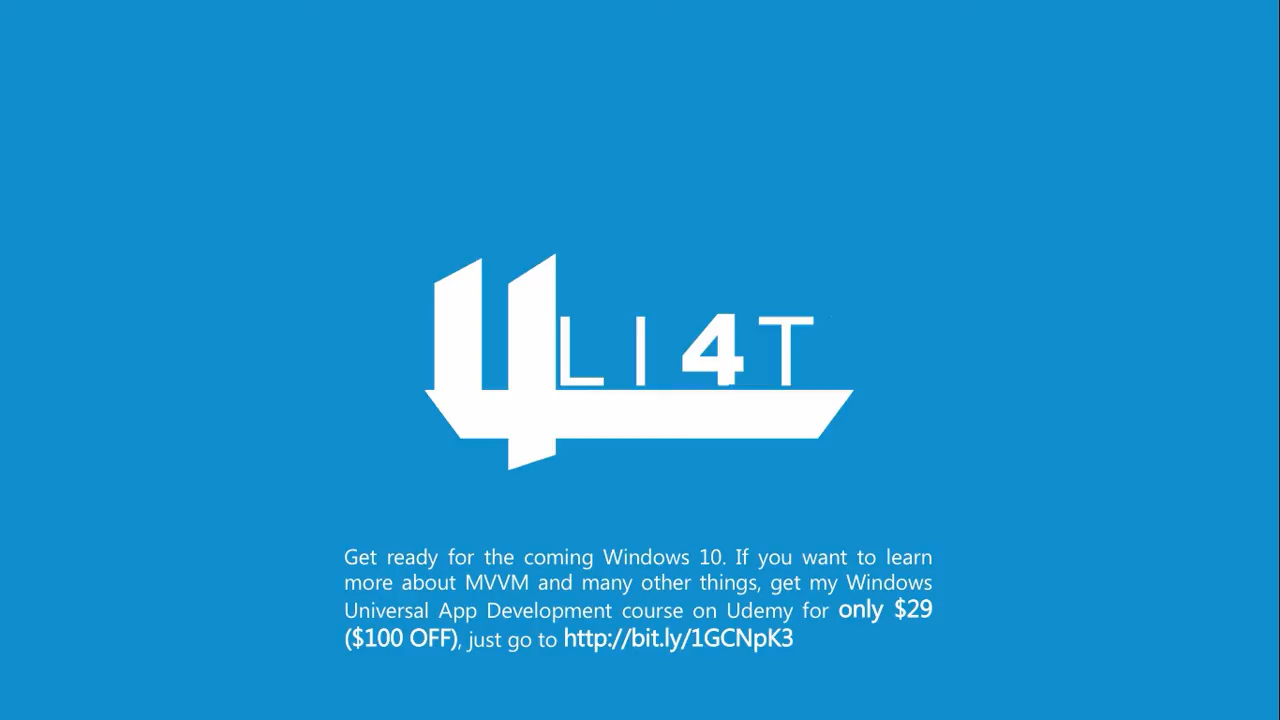 LI4T
Get ready for the coming Windows 10. If you want to learn
more about MVVM and many other things, get my Windows
Universal App Development course on Udemy for only $29
($100 OFF), just go to http://bit.ly/1GCNpK3